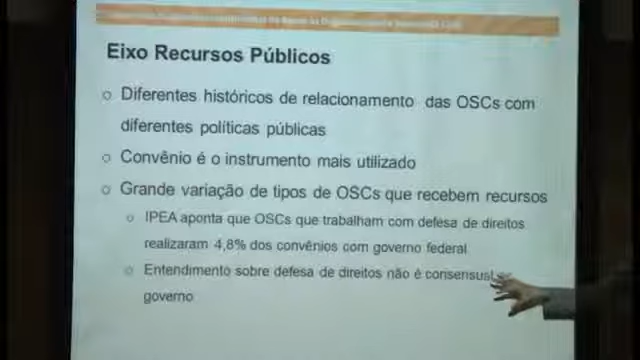 Eixo Recursos Públicos
Diferentes históricos de relacionamento das OSCs com
diferentes políticas públicas
Convênio é o instrumento mais utilizado
Grande variação de tipos de OSCs que recebem recursos
IPEA aponta que OSCs que trabalham com defesa de direitos
realizaram 4,8% dos convênios com governo federal
Entendimento sobre defesa de direitos não é consensual
governo